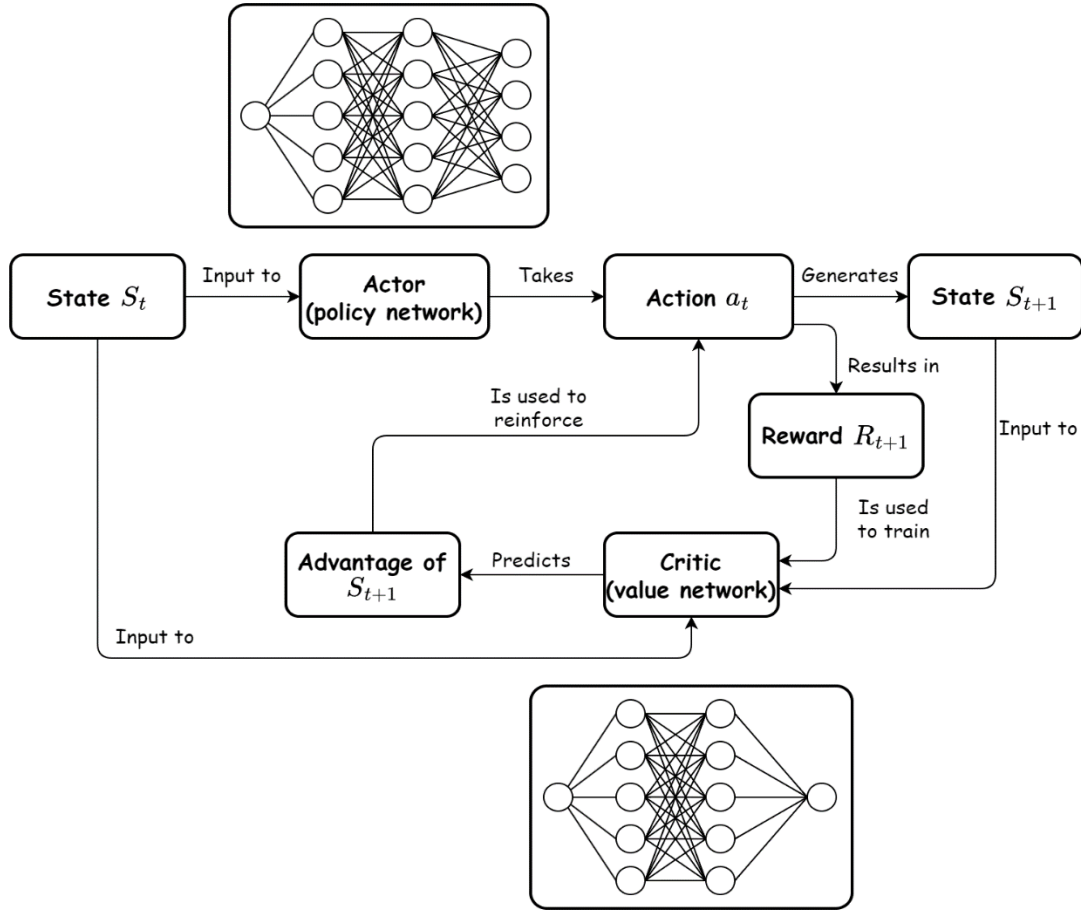 Input to
Takes
Generates
State S_t
Actor
(policy network)
Action a_t
State S_{t+1}
Results in
Is used to
reinforce
Reward R_{t+1}
Input to
Is used
to train
Advantage of
S_{t+1}
Predicts
Critic
(value network)
Input to